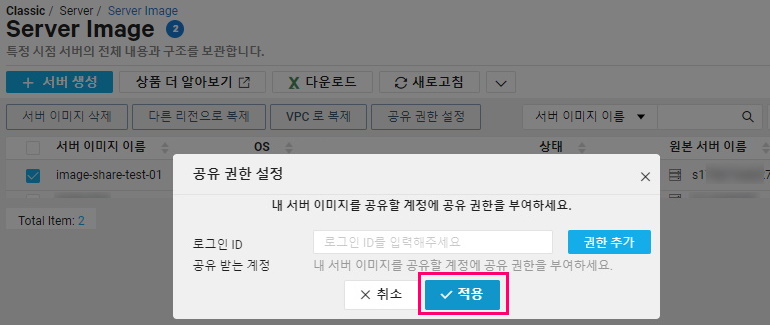 Classic / Server / Server Image
Server Image 2
특정 시점 서버의 전체 내용과 구조를 보관합니다.
+ 서버 생성 상품 더 알아보기 다운로드 새로고침
서버 이미지 삭제 다른 리전으로 복제 VPC 로 복제 공유 권한 설정 서버 이미지 이름
서버 이미지 이름 OS 상태 원본 서버 이름
image-share-test-01
Total Item: 2
공유 권한 설정
내 서버 이미지를 공유할 계정에 공유 권한을 부여하세요.
로그인 ID 로그인 ID를 입력해주세요 권한 추가
공유 받는 계정 내 서버 이미지를 공유할 계정에 공유 권한을 부여하세요.
취소 적용